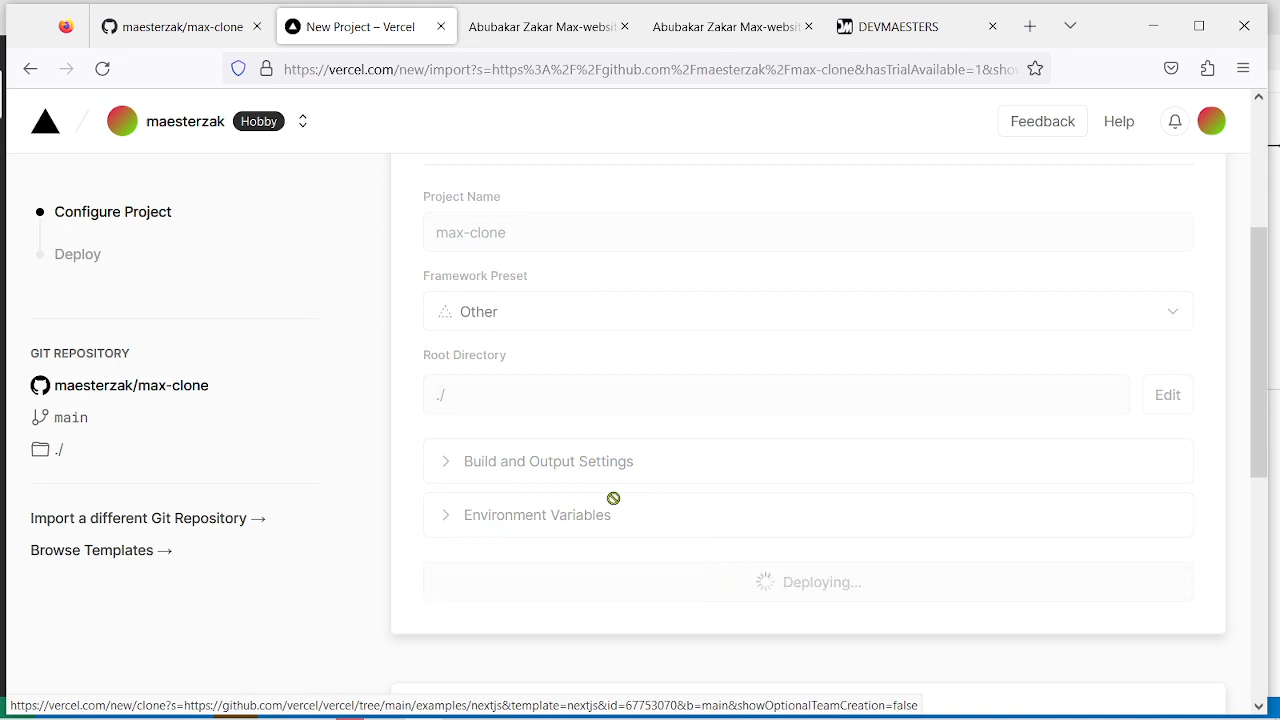 maesterzak/max-clone
New Project – Vercel
Abubakar Zakar Max-websit
Abubakar Zakar Max-websit
DEVMAESTERS
https://vercel.com/new/import?s=https%3A%2F%2Fgithub.com%2Fmaesterzak%2Fmax-clone&hasTrialAvailable=1&sho
maesterzak Hobby
Feedback
Help
Configure Project
Deploy
GIT REPOSITORY
maesterzak/max-clone
main
./
Import a different Git Repository →
Browse Templates →
Project Name
max-clone
Framework Preset
Other
Root Directory
./
Edit
Build and Output Settings
Environment Variables
Deploying...
https://vercel.com/new/clone?s=https://github.com/vercel/vercel/tree/main/examples/nextjs&template=nextjs&id=67753070&b=main&showOptionalTeamCreation=false